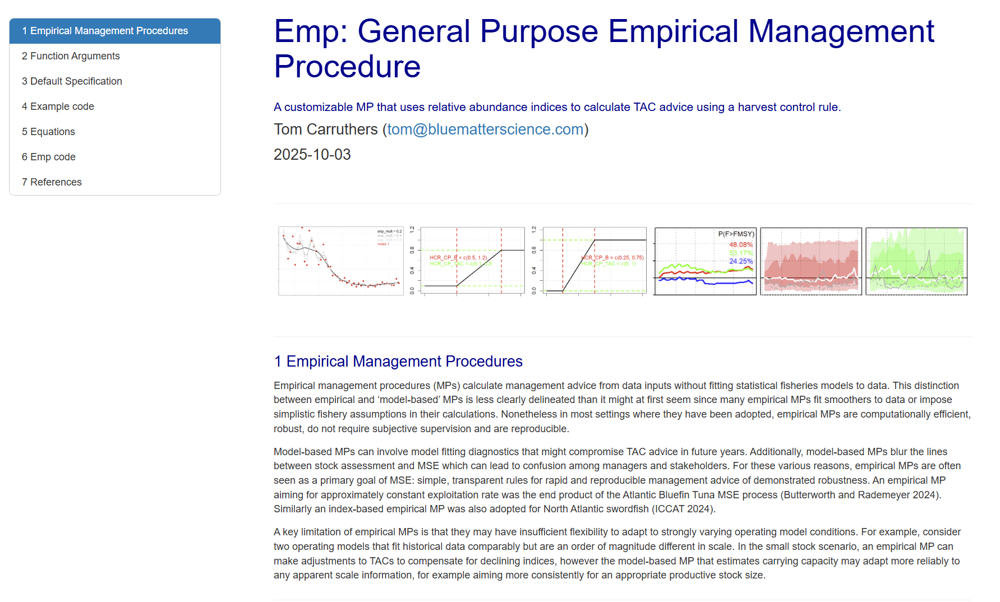 1 Empirical Management Procedures
2 Function Arguments
3 Default Specification
4 Example code
5 Equations
6 Emp code
7 References
Emp: General Purpose Empirical Management
Procedure
A customizable MP that uses relative abundance indices to calculate TAC advice using a harvest control rule.
Tom Carruthers (tom@bluematterscience.com)
2025-10-03
enp_mult = 0.2
enp_mult = 0.4
Index 1
1.2
0.8
0.4
0.0
HCR_CP_B = c(0.5, 1.2)
HCR_CP_TAC = c(0.1, 0.8
1.2
0.8
0.4
0.0
HCR_CP_B = c(0.25, 0.75)
HCR_CP_TAC = c(0, 1)
P(F>FMSY)
48.08%
53.17%
24.25%
1 Empirical Management Procedures
Empirical management procedures (MPs) calculate management advice from data inputs without fitting statistical fisheries models to data. This distinction
between empirical and ‘model-based’ MPs is less clearly delineated than it might at first seem since many empirical MPs fit smoothers to data or impose
simplistic fishery assumptions in their calculations. Nonetheless in most settings where they have been adopted, empirical MPs are computationally efficient,
robust, do not require subjective supervision and are reproducible.
Model-based MPs can involve model fitting diagnostics that might compromise TAC advice in future years. Additionally, model-based MPs blur the lines
between stock assessment and MSE which can lead to confusion among managers and stakeholders. For these various reasons, empirical MPs are often
seen as a primary goal of MSE: simple, transparent rules for rapid and reproducible management advice of demonstrated robustness. An empirical MP
aiming for approximately constant exploitation rate was the end product of the Atlantic Bluefin Tuna MSE process (Butterworth and Rademeyer 2024).
Similarly an index-based empirical MP was also adopted for North Atlantic swordfish (ICCAT 2024).
A key limitation of empirical MPs is that they may have insufficient flexibility to adapt to strongly varying operating model conditions. For example, consider
two operating models that fit historical data comparably but are an order of magnitude different in scale. In the small stock scenario, an empirical MP can
make adjustments to TACs to compensate for declining indices, however the model-based MP that estimates carrying capacity may adapt more reliably to
any apparent scale information, for example aiming more consistently for an appropriate productive stock size.